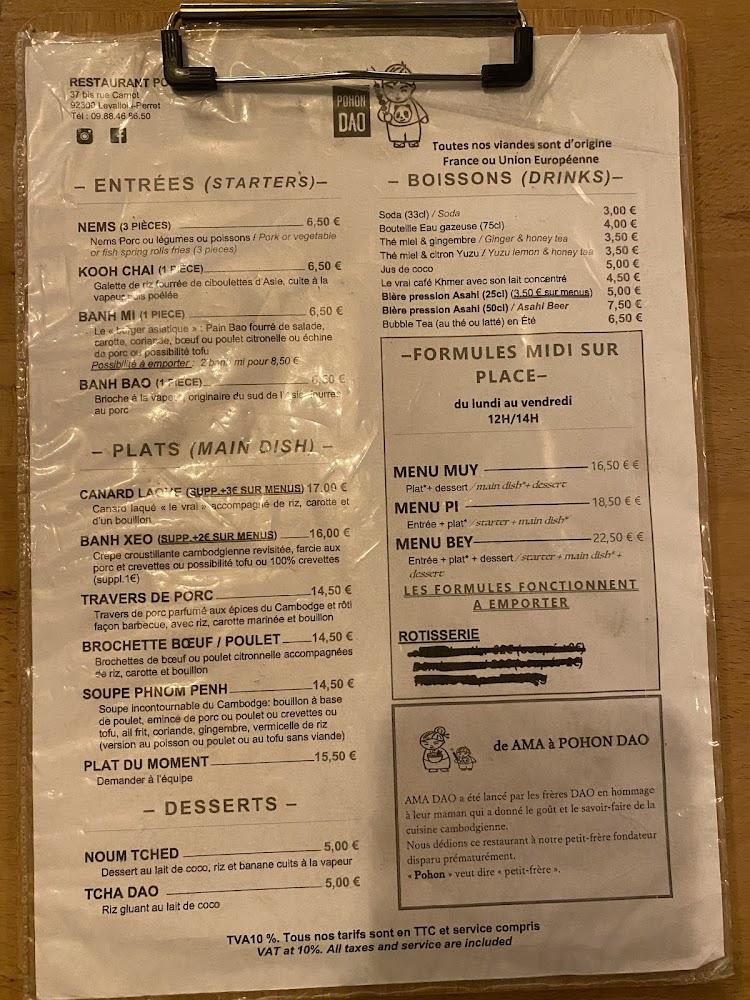 RESTAURANT PO
37 bis rue Carnot
92300 Levallois-Perret
Tél : 09.88.46.86.50
POHON
DAO
Toutes nos viandes sont d'origine
France ou Union Européenne
– ENTRÉES (STARTERS)–
NEMS (3 PIÈCES) 6,50 €
Nems Porc ou légumes ou poissons / Pork or vegetable
or fish spring rolls fries (3 pieces)
KOOH CHAI (1 PIECE) 6,50 €
Galette de riz fourrée de ciboulettes d'Asie, cuite à la
vapeur puis poêlée
BANH MI (1 PIECE) 6,50 €
Le « burger asiatique » : Pain Bao fourré de salade,
carotte, coriande, bœuf ou poulet citronelle ou échine
de porc ou possibilité tofu
Possibilité à emporter : 2 banh mi pour 8,50 €
BANH BAO (1 PIECE) 6,50 €
Brioche à la vapeur, originaire du sud de l'Asie fourres
au porc
– PLATS (MAIN DISH) –
CANARD LAQUE (SUPP.+3€ SUR MENUS) 17.00 €
Canard laqué « le vrai » accompagné de riz, carotte et
d'un bouillon
BANH XEO (SUPP.+2€ SUR MENUS) 16,00 €
Crêpe croustillante cambodgienne revisitée, farcie aux
porc et crevettes ou possibilité tofu ou 100% crevettes
(suppl.1€)
TRAVERS DE PORC 14,50 €
Travers de porc parfumé aux épices du Cambodge et rôti
façon barbecue, avec riz, carotte marinée et bouillon
BROCHETTE BŒUF / POULET 14,50 €
Brochettes de bœuf ou poulet citronnelle accompagnées
de riz, carotte et bouillon
SOUPE PHNOM PENH 14,50 €
Soupe incontournable du Cambodge: bouillon à base
de poulet, emincé de porc ou poulet ou crevettes ou
tofu, ail frit, coriande, gingembre, vermicelle de riz
(version au poisson ou poulet ou au tofu sans viande)
PLAT DU MOMENT 15,50 €
Demander à l'équipe
– DESSERTS –
NOUM TCHED 5,00 €
Dessert au lait de coco, riz et banane cuits à la vapeur
TCHA DAO 5,00 €
Riz gluant au lait de coco
– BOISSONS (DRINKS)–
Soda (33cl) / Soda 3,00 €
Bouteille Eau gazeuse (75cl) 4,00 €
Thé miel & gingembre / Ginger & honey tea 3,50 €
Thé miel & citron Yuzu / Yuzu lemon & honey tea 3,50 €
Jus de coco 5,00 €
Le vrai café Khmer avec son lait concentré 4,50 €
Bière pression Asahi (25cl) (3.50 € sur menus) 5,00 €
Bière pression Asahi (50cl) / Asahi Beer 7,50 €
Bubble Tea (au thé ou latté) en Été 6,50 €
–FORMULES MIDI SUR
PLACE–
du lundi au vendredi
12H/14H
MENU MUY 16,50 € €
Plat*+ dessert / main dish*+ dessert
MENU PI 18,50 € €
Entrée + plat* / starter + main dish*
MENU BEY 22,50 € €
Entrée + plat* + dessert / starter + main dish* +
dessert
LES FORMULES FONCTIONNENT
A EMPORTER
ROTISSERIE
de AMA à POHON DAO
AMA DAO a été lancé par les frères DAO en hommage
à leur maman qui a donné le goût et le savoir-faire de la
cuisine cambodgienne.
Nous dédions ce restaurant à notre petit-frère fondateur
disparu prématurément.
« Pohon » veut dire « petit-frère ».
TVA10 %. Tous nos tarifs sont en TTC et service compris
VAT at 10%. All taxes and service are included